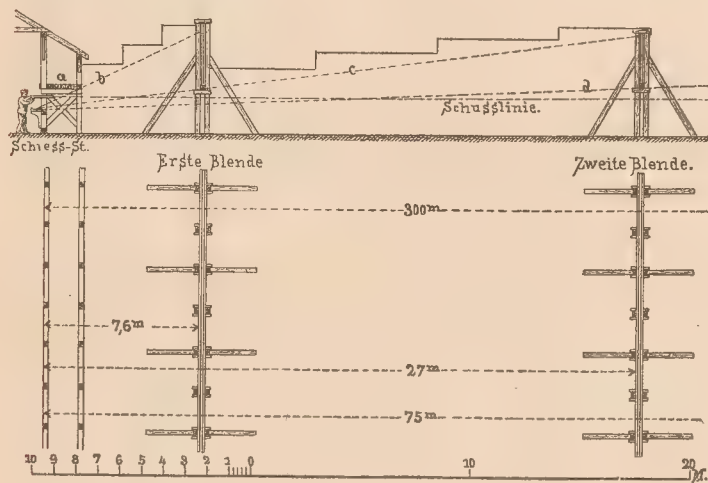 a
b
c
d
Schusslinie.
Schiess-St.
Erste Blende
Zweite Blende.
300m
7,6m
27m
75m
10 9 8 7 6 5 4 3 2 1 0 10 20 M.